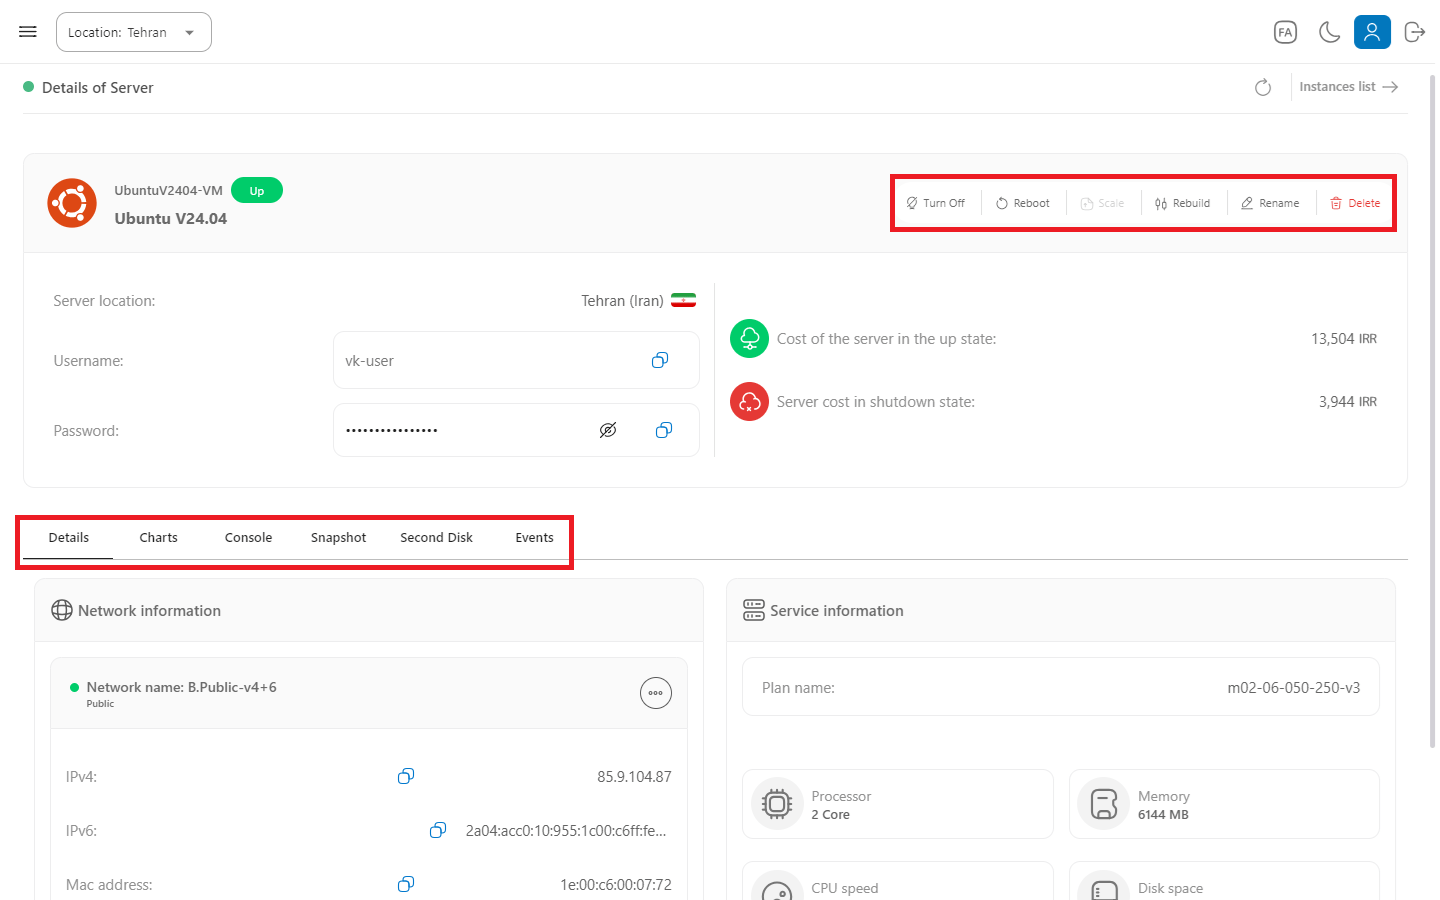 Location: Tehran
FA
Details of Server
Instances list
UbuntuV2404-VM Up
Ubuntu V24.04
Turn Off Reboot Scale Rebuild Rename Delete
Server location: Tehran (Iran)
Username: vk-user
Password: ••••••••••••••••
Cost of the server in the up state: 13,504 IRR
Server cost in shutdown state: 3,944 IRR
Details Charts Console Snapshot Second Disk Events
Network information
Network name: B.Public-v4+6
Public
IPv4: 85.9.104.87
IPv6: 2a04:acc0:10:955:1c00:c6ff:fe...
Mac address: 1e:00:c6:00:07:72
Service information
Plan name: m02-06-050-250-v3
Processor
2 Core
Memory
6144 MB
CPU speed
Disk space